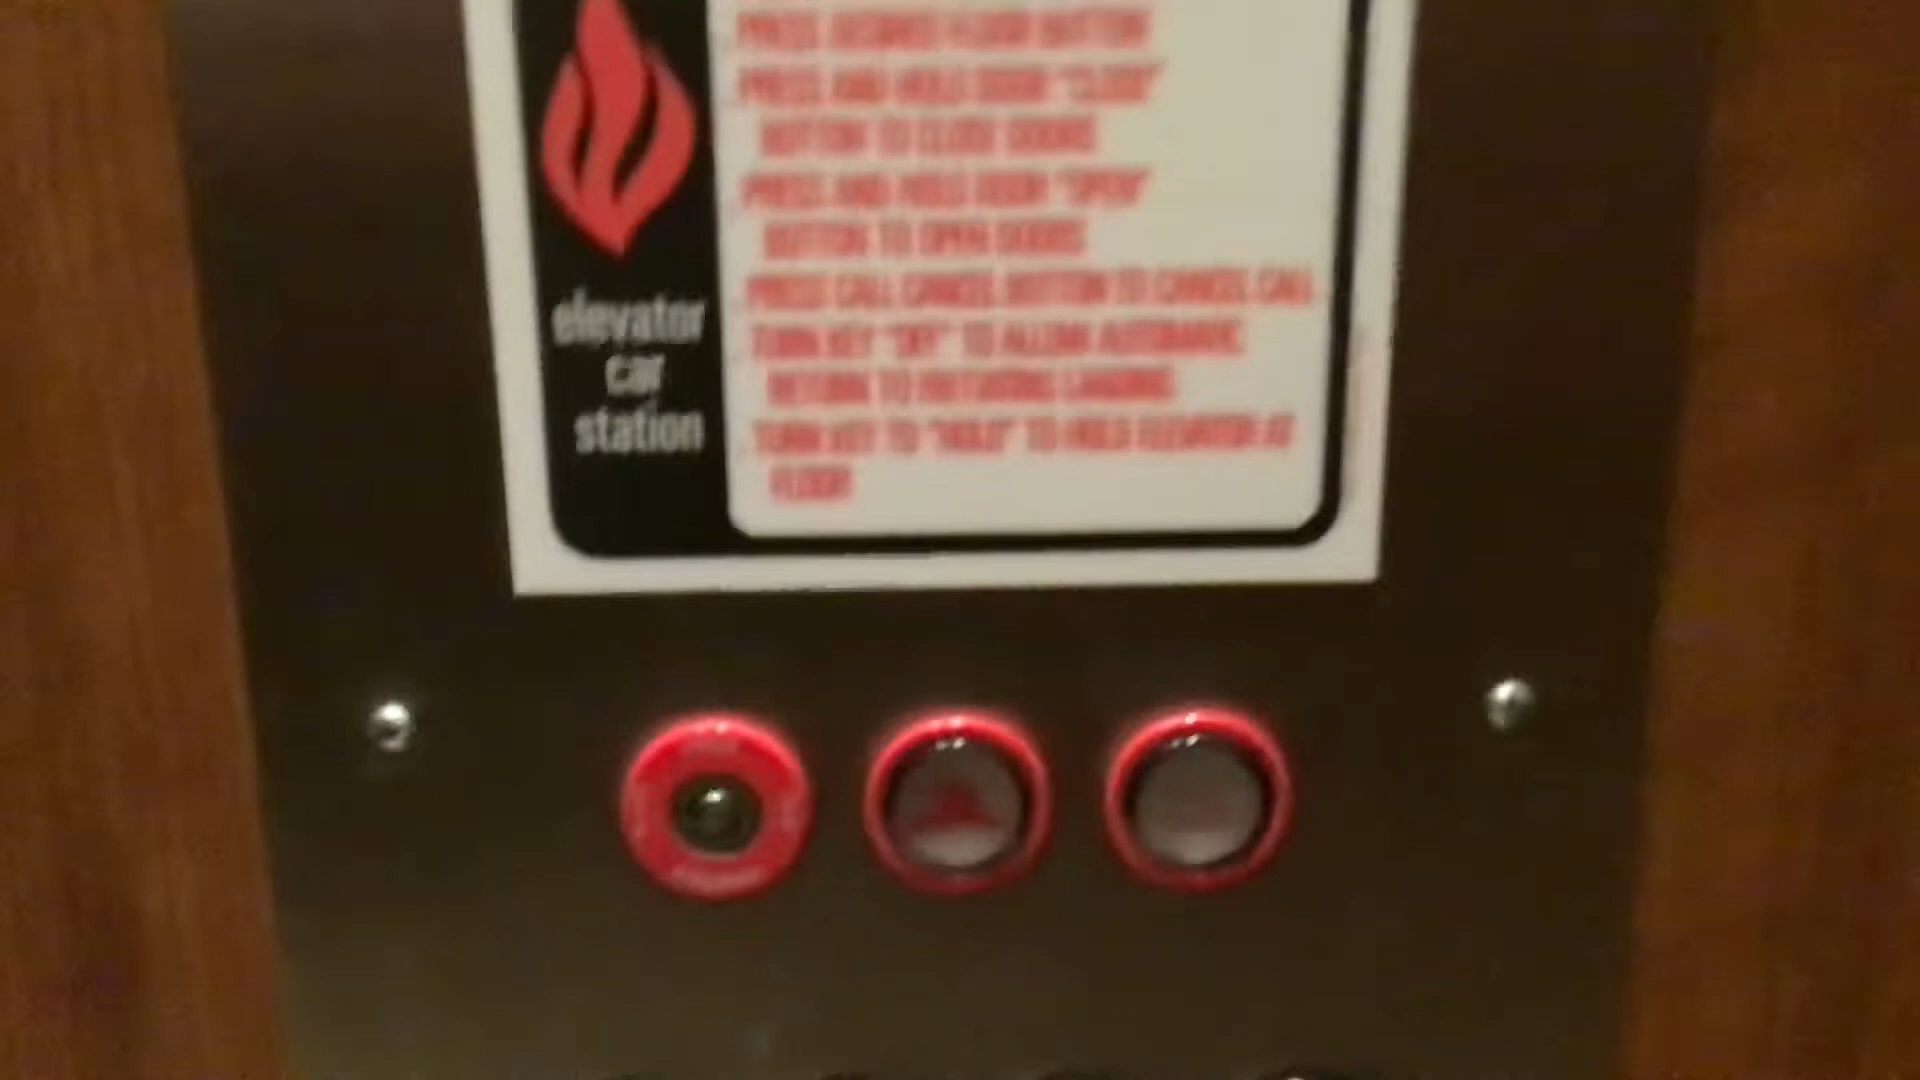 PRESS DESIRED FLOOR BUTTON
PRESS AND HOLD DOOR "CLOSE"
BUTTON TO CLOSE DOORS
PRESS AND HOLD DOOR "OPEN"
BUTTON TO OPEN DOORS
PRESS CALL CANCEL BUTTON TO CANCEL CALL
TURN KEY "OFF" TO ALLOW AUTOMATIC
RETURN TO LANDING
TURN KEY TO "HOLD" TO HOLD ELEVATOR AT
FLOOR
elevator
car
station